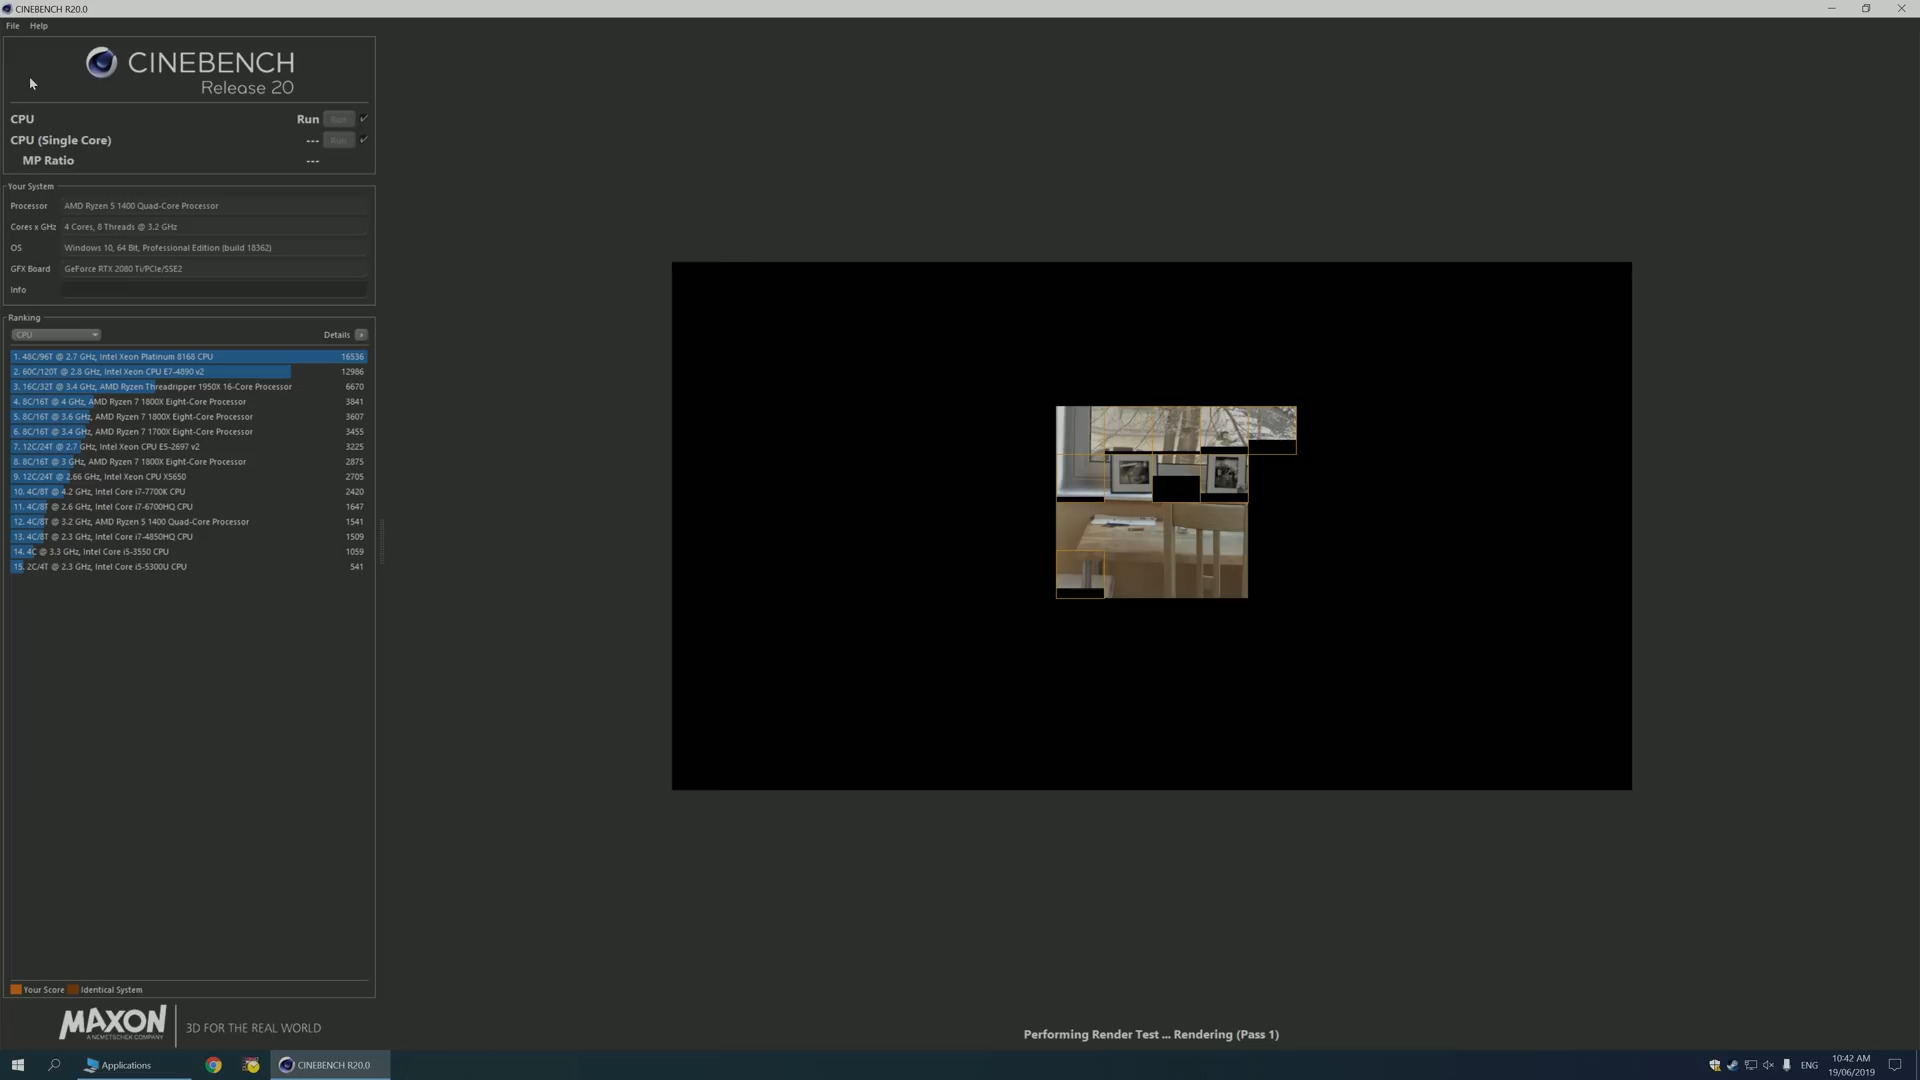 CINEBENCH R20.0
File Help
CINEBENCH
Release 20
CPU Run Run
CPU (Single Core) --- Run
MP Ratio ---
Your System
Processor AMD Ryzen 5 1400 Quad-Core Processor
Cores x GHz 4 Cores, 8 Threads @ 3.2 GHz
OS Windows 10, 64 Bit, Professional Edition (build 18362)
GFX Board GeForce RTX 2080 Ti/PCIe/SSE2
Info
Ranking
CPU Details
1. 48C/96T @ 2.7 GHz, Intel Xeon Platinum 8168 CPU 16536
2. 60C/120T @ 2.8 GHz, Intel Xeon CPU E7-4890 v2 12986
3. 16C/32T @ 3.4 GHz, AMD Ryzen Threadripper 1950X 16-Core Processor 6670
4. 8C/16T @ 4 GHz, AMD Ryzen 7 1800X Eight-Core Processor 3841
5. 8C/16T @ 3.6 GHz, AMD Ryzen 7 1800X Eight-Core Processor 3607
6. 8C/16T @ 3.4 GHz, AMD Ryzen 7 1700X Eight-Core Processor 3455
7. 12C/24T @ 2.7 GHz, Intel Xeon CPU E5-2697 v2 3225
8. 8C/16T @ 3 GHz, AMD Ryzen 7 1800X Eight-Core Processor 2875
9. 12C/24T @ 2.66 GHz, Intel Xeon CPU X5650 2705
10. 4C/8T @ 4.2 GHz, Intel Core i7-7700K CPU 2420
11. 4C/8T @ 2.6 GHz, Intel Core i7-6700HQ CPU 1647
12. 4C/8T @ 3.2 GHz, AMD Ryzen 5 1400 Quad-Core Processor 1541
13. 4C/8T @ 2.3 GHz, Intel Core i7-4850HQ CPU 1509
14. 4C @ 3.3 GHz, Intel Core i5-3550 CPU 1059
15. 2C/4T @ 2.3 GHz, Intel Core i5-5300U CPU 541
Your Score Identical System
MAXON 3D FOR THE REAL WORLD
A NEMETSCHEK COMPANY
Performing Render Test ... Rendering (Pass 1)
Applications CINEBENCH R20.0 ENG 10:42 AM
19/06/2019